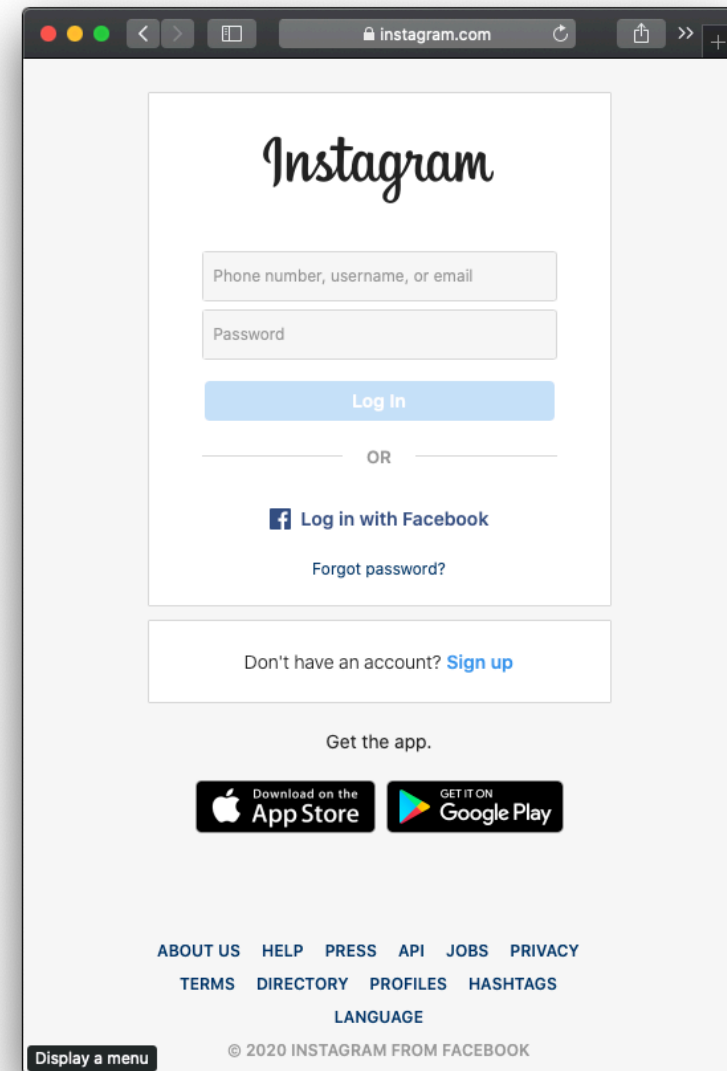 instagram.com
Instagram
Phone number, username, or email
Password
Log In
OR
Log in with Facebook
Forgot password?
Don't have an account? Sign up
Get the app.
Download on the
App Store
GET IT ON
Google Play
ABOUT US HELP PRESS API JOBS PRIVACY
TERMS DIRECTORY PROFILES HASHTAGS
LANGUAGE
© 2020 INSTAGRAM FROM FACEBOOK
Display a menu